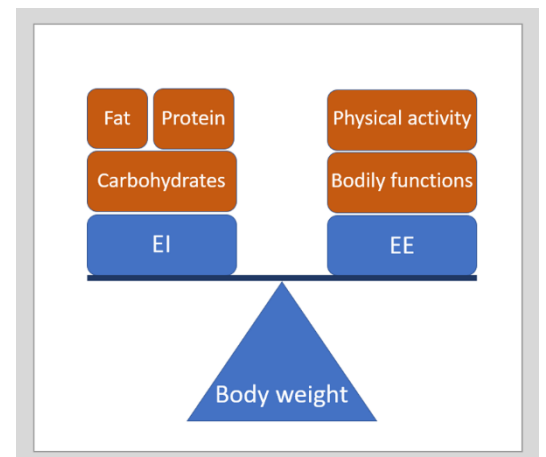 Fat Protein
Carbohydrates
EI
Physical activity
Bodily functions
EE
Body weight